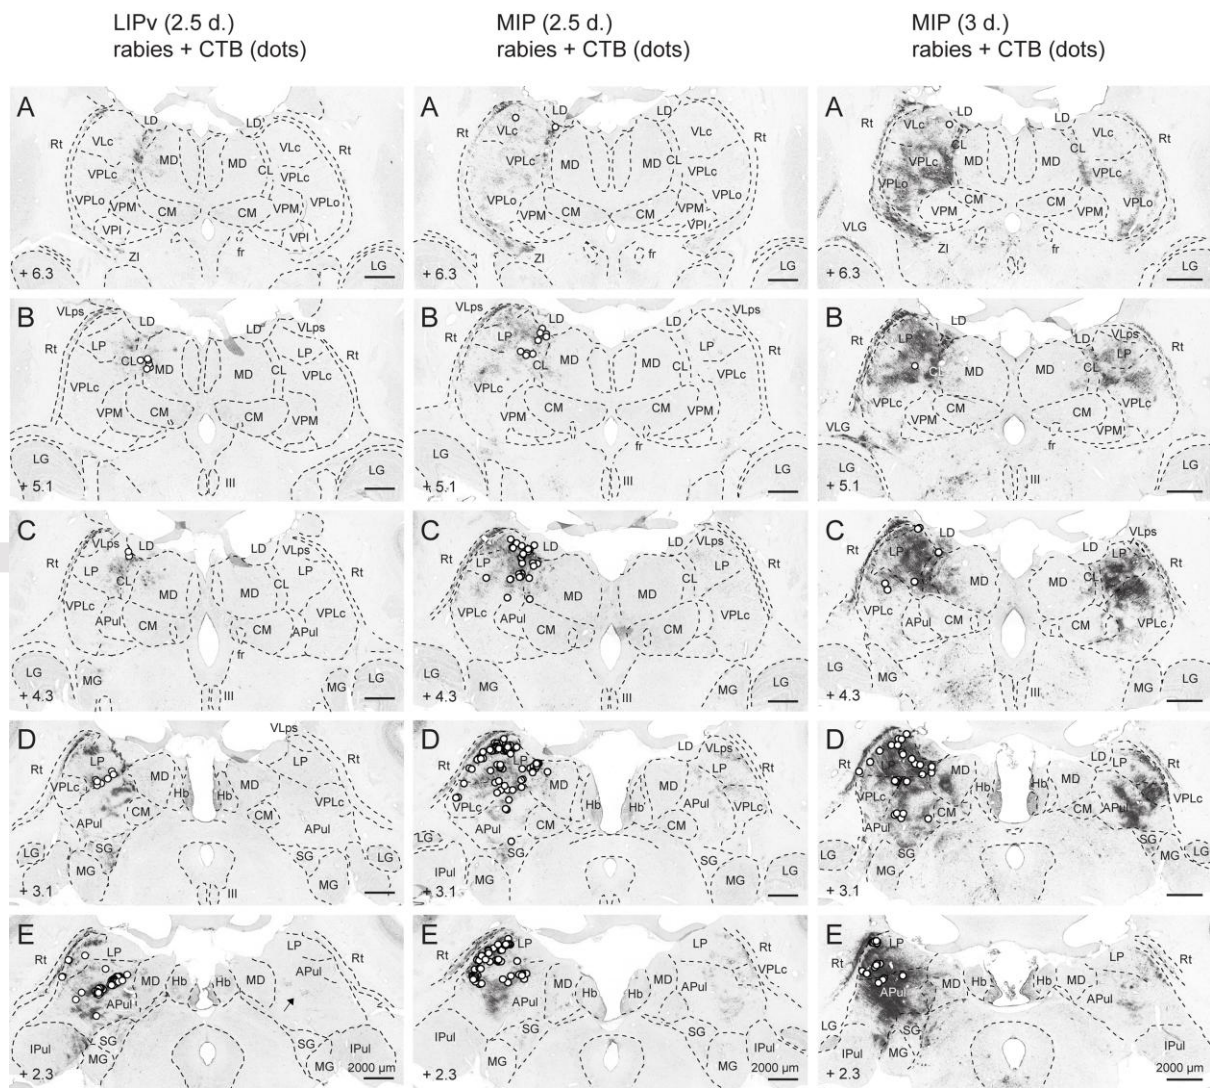 LIPv (2.5 d.)
rabies + CTB (dots)
MIP (2.5 d.)
rabies + CTB (dots)
MIP (3 d.)
rabies + CTB (dots)
A
LD LD
Rt VLc VLc Rt
MD MD CL
VPLc VPLc
VPLo VPM CM CM VPM VPLo
VPI VPI
ZI fr
+ 6.3 LG
A
LD LD
Rt VLc VLc Rt
VPLc MD MD CL
VPLc
VPLo VPLo
VPM CM CM VPM
VPI
ZI fr
+ 6.3 LG
A
LD LD
Rt VLc CL VLc Rt
CL
VPLc MD MD VPLc
VPLo VPLo
VPM CM CM VPM
VLG ZI fr
+ 6.3 LG
B
VLps LD LD VLps
Rt LP LP Rt
CL MD MD CL
VPLc VPLc
VPM CM CM VPM
fr
LG LG
III
+ 5.1
B
VLps LD LD VLps
Rt LP LP Rt
MD MD CL
CL
VPLc VPLc
VPM CM CM VPM
fr
LG LG
III
+ 5.1
B
LD LD VLps
Rt LP LP Rt
MD MD CL
CL
VPLc VPLc
VPM CM CM VPM
VLG fr
LG LG
III
+ 5.1
C
VLps LD LD VLps
Rt LP LP Rt
CL MD MD CL
VPLc VPLc
APul CM CM APul
fr
LG MG MG LG
III
+ 4.3
C
LD LD VLps
Rt LP LP Rt
MD MD CL
VPLc VPLc
APul CM CM APul
LG MG MG LG
III
+ 4.3
C
LD LD VLps
Rt LP LP Rt
MD MD CL
VPLc VPLc
APul CM CM
LG MG MG LG
+ 4.3
D
VLps
Rt LP LP Rt
MD MD
VPLc Hb Hb VPLc
CM CM
APul APul
SG
LG MG MG LG
III
+ 3.1
D
LD VLps
Rt LP LP Rt
MD MD
VPLc Hb Hb APul VPLc
APul CM CM
LG SG SG LG
IPul MG MG
+ 3.1
D
LD LP
Rt Rt
MD Hb Hb MD
VPLc APul VPLc
CM CM
APul
LG SG SG LG
MG MG
+ 3.1
E
LP LP
Rt APul Rt
MD Hb Hb MD
APul
SG SG
IPul MG MG IPul
+ 2.3 2000 µm
E
LP LP
Rt Rt
MD MD VPLc
APul Hb Hb APul
SG SG
IPul MG MG IPul
+ 2.3 2000 µm
E
LP LP
Rt Rt
MD Hb Hb MD
APul APul
LG SG SG LG
IPul MG MG IPul
+ 2.3 2000 µm